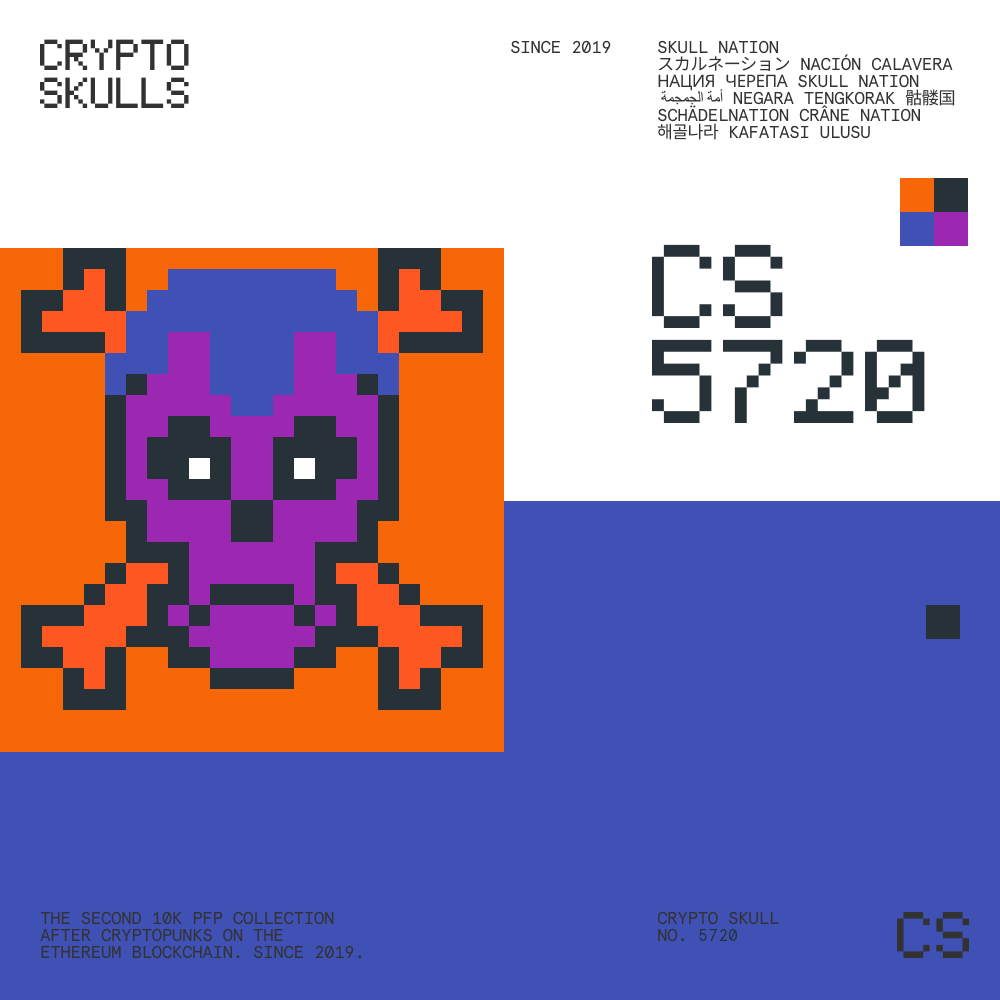 CRYPTO
SKULLS
SINCE 2019
SKULL NATION
スカルネーション NACIÓN CALAVERA
НАЦИЯ ЧЕРЕПА SKULL NATION
أمة الجمجمة NEGARA TENGKORAK 骷髅国
SCHÄDELNATION CRÂNE NATION
해골나라 KAFATASI ULUSU
CS
5720
THE SECOND 10K PFP COLLECTION
AFTER CRYPTOPUNKS ON THE
ETHEREUM BLOCKCHAIN. SINCE 2019.
CRYPTO SKULL
NO. 5720
CS